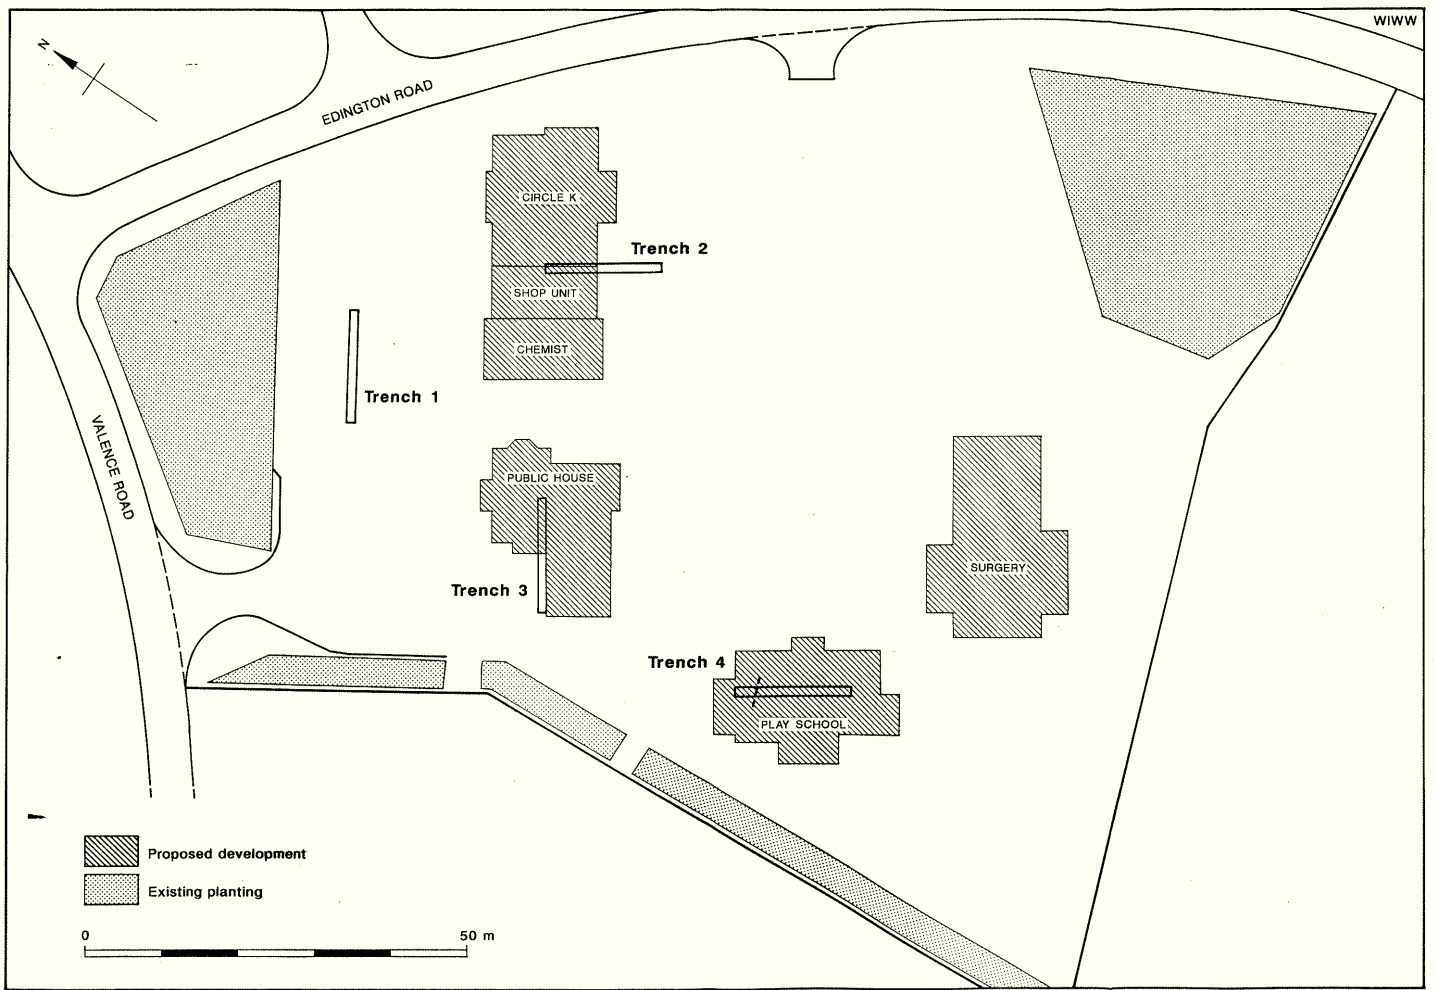 WIWW
N
EDINGTON ROAD
CIRCLE K
Trench 2
SHOP UNIT
CHEMIST
Trench 1
VALENCE ROAD
PUBLIC HOUSE
Trench 3
SURGERY
Trench 4
PLAY SCHOOL
Proposed development
Existing planting
0 50 m